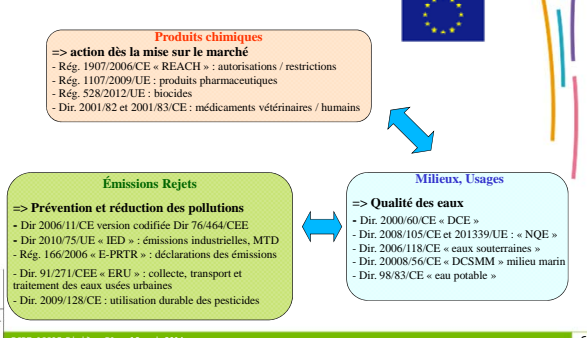 Produits chimiques
=> action dès la mise sur le marché
- Rég. 1907/2006/CE « REACH » : autorisations / restrictions
- Rég. 1107/2009/UE : produits pharmaceutiques
- Rég. 528/2012/UE : biocides
- Dir. 2001/82 et 2001/83/CE : médicaments vétérinaires / humains
Émissions Rejets
=> Prévention et réduction des pollutions
- Dir 2006/11/CE version codifiée Dir 76/464/CEE
- Dir 2010/75/UE « IED » : émissions industrielles, MTD
- Rég. 166/2006 « E-PRTR » : déclarations des émissions
- Dir. 91/271/CEE « ERU » : collecte, transport et
traitement des eaux usées urbaines
- Dir. 2009/128/CE : utilisation durable des pesticides
Milieux, Usages
=> Qualité des eaux
- Dir. 2000/60/CE « DCE »
- Dir. 2008/105/CE et 201339/UE : « NQE »
- Dir. 2006/118/CE « eaux souterraines »
- Dir. 20008/56/CE « DCSMM » milieu marin
- Dir. 98/83/CE « eau potable »